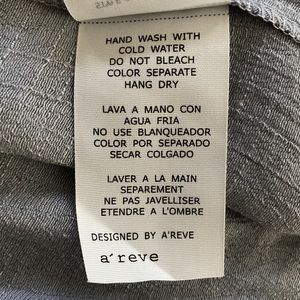 HAND WASH WITH
COLD WATER
DO NOT BLEACH
COLOR SEPARATE
HANG DRY
LAVA A MANO CON
AGUA FRIA
NO USE BLANQUEADOR
COLOR POR SEPARADO
SECAR COLGADO
LAVER A LA MAIN
SEPAREMENT
NE PAS JAVELLISER
ETENDRE A L'OMBRE
DESIGNED BY A'REVE
a´reve